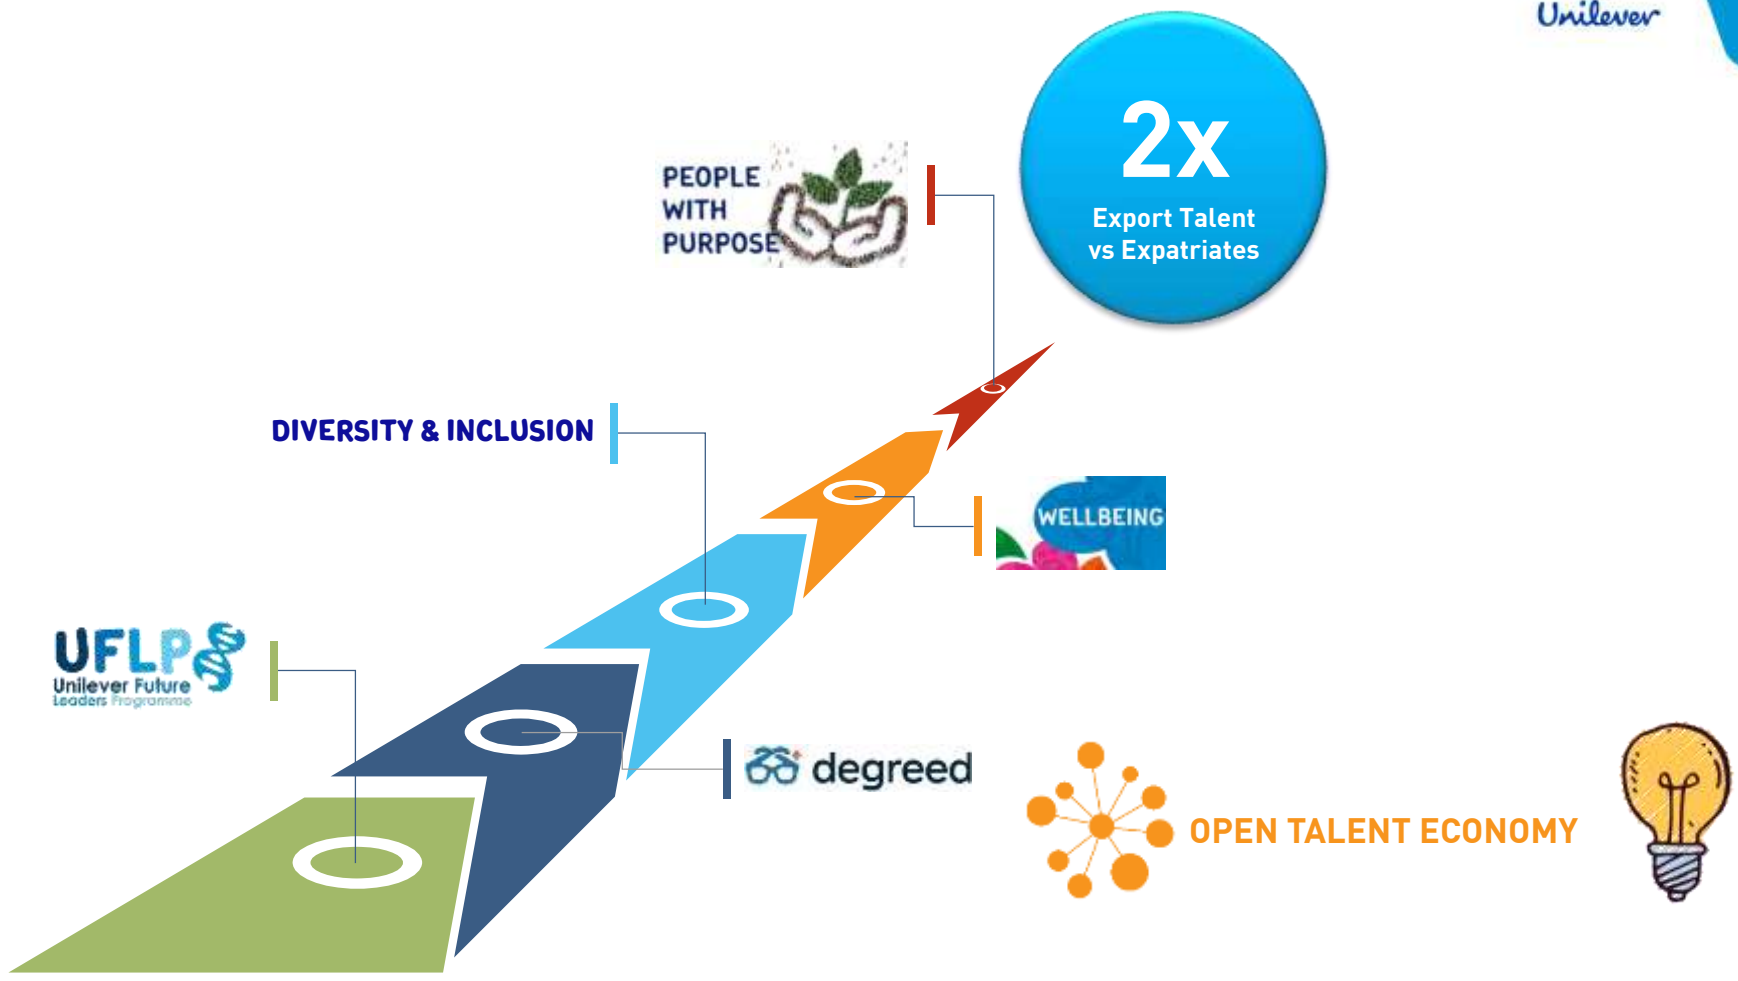 Unilever
2x
Export Talent
vs Expatriates
PEOPLE
WITH
PURPOSE
DIVERSITY & INCLUSION
WELLBEING
UFLP
Unilever Future
Leaders Programme
degreed
OPEN TALENT ECONOMY